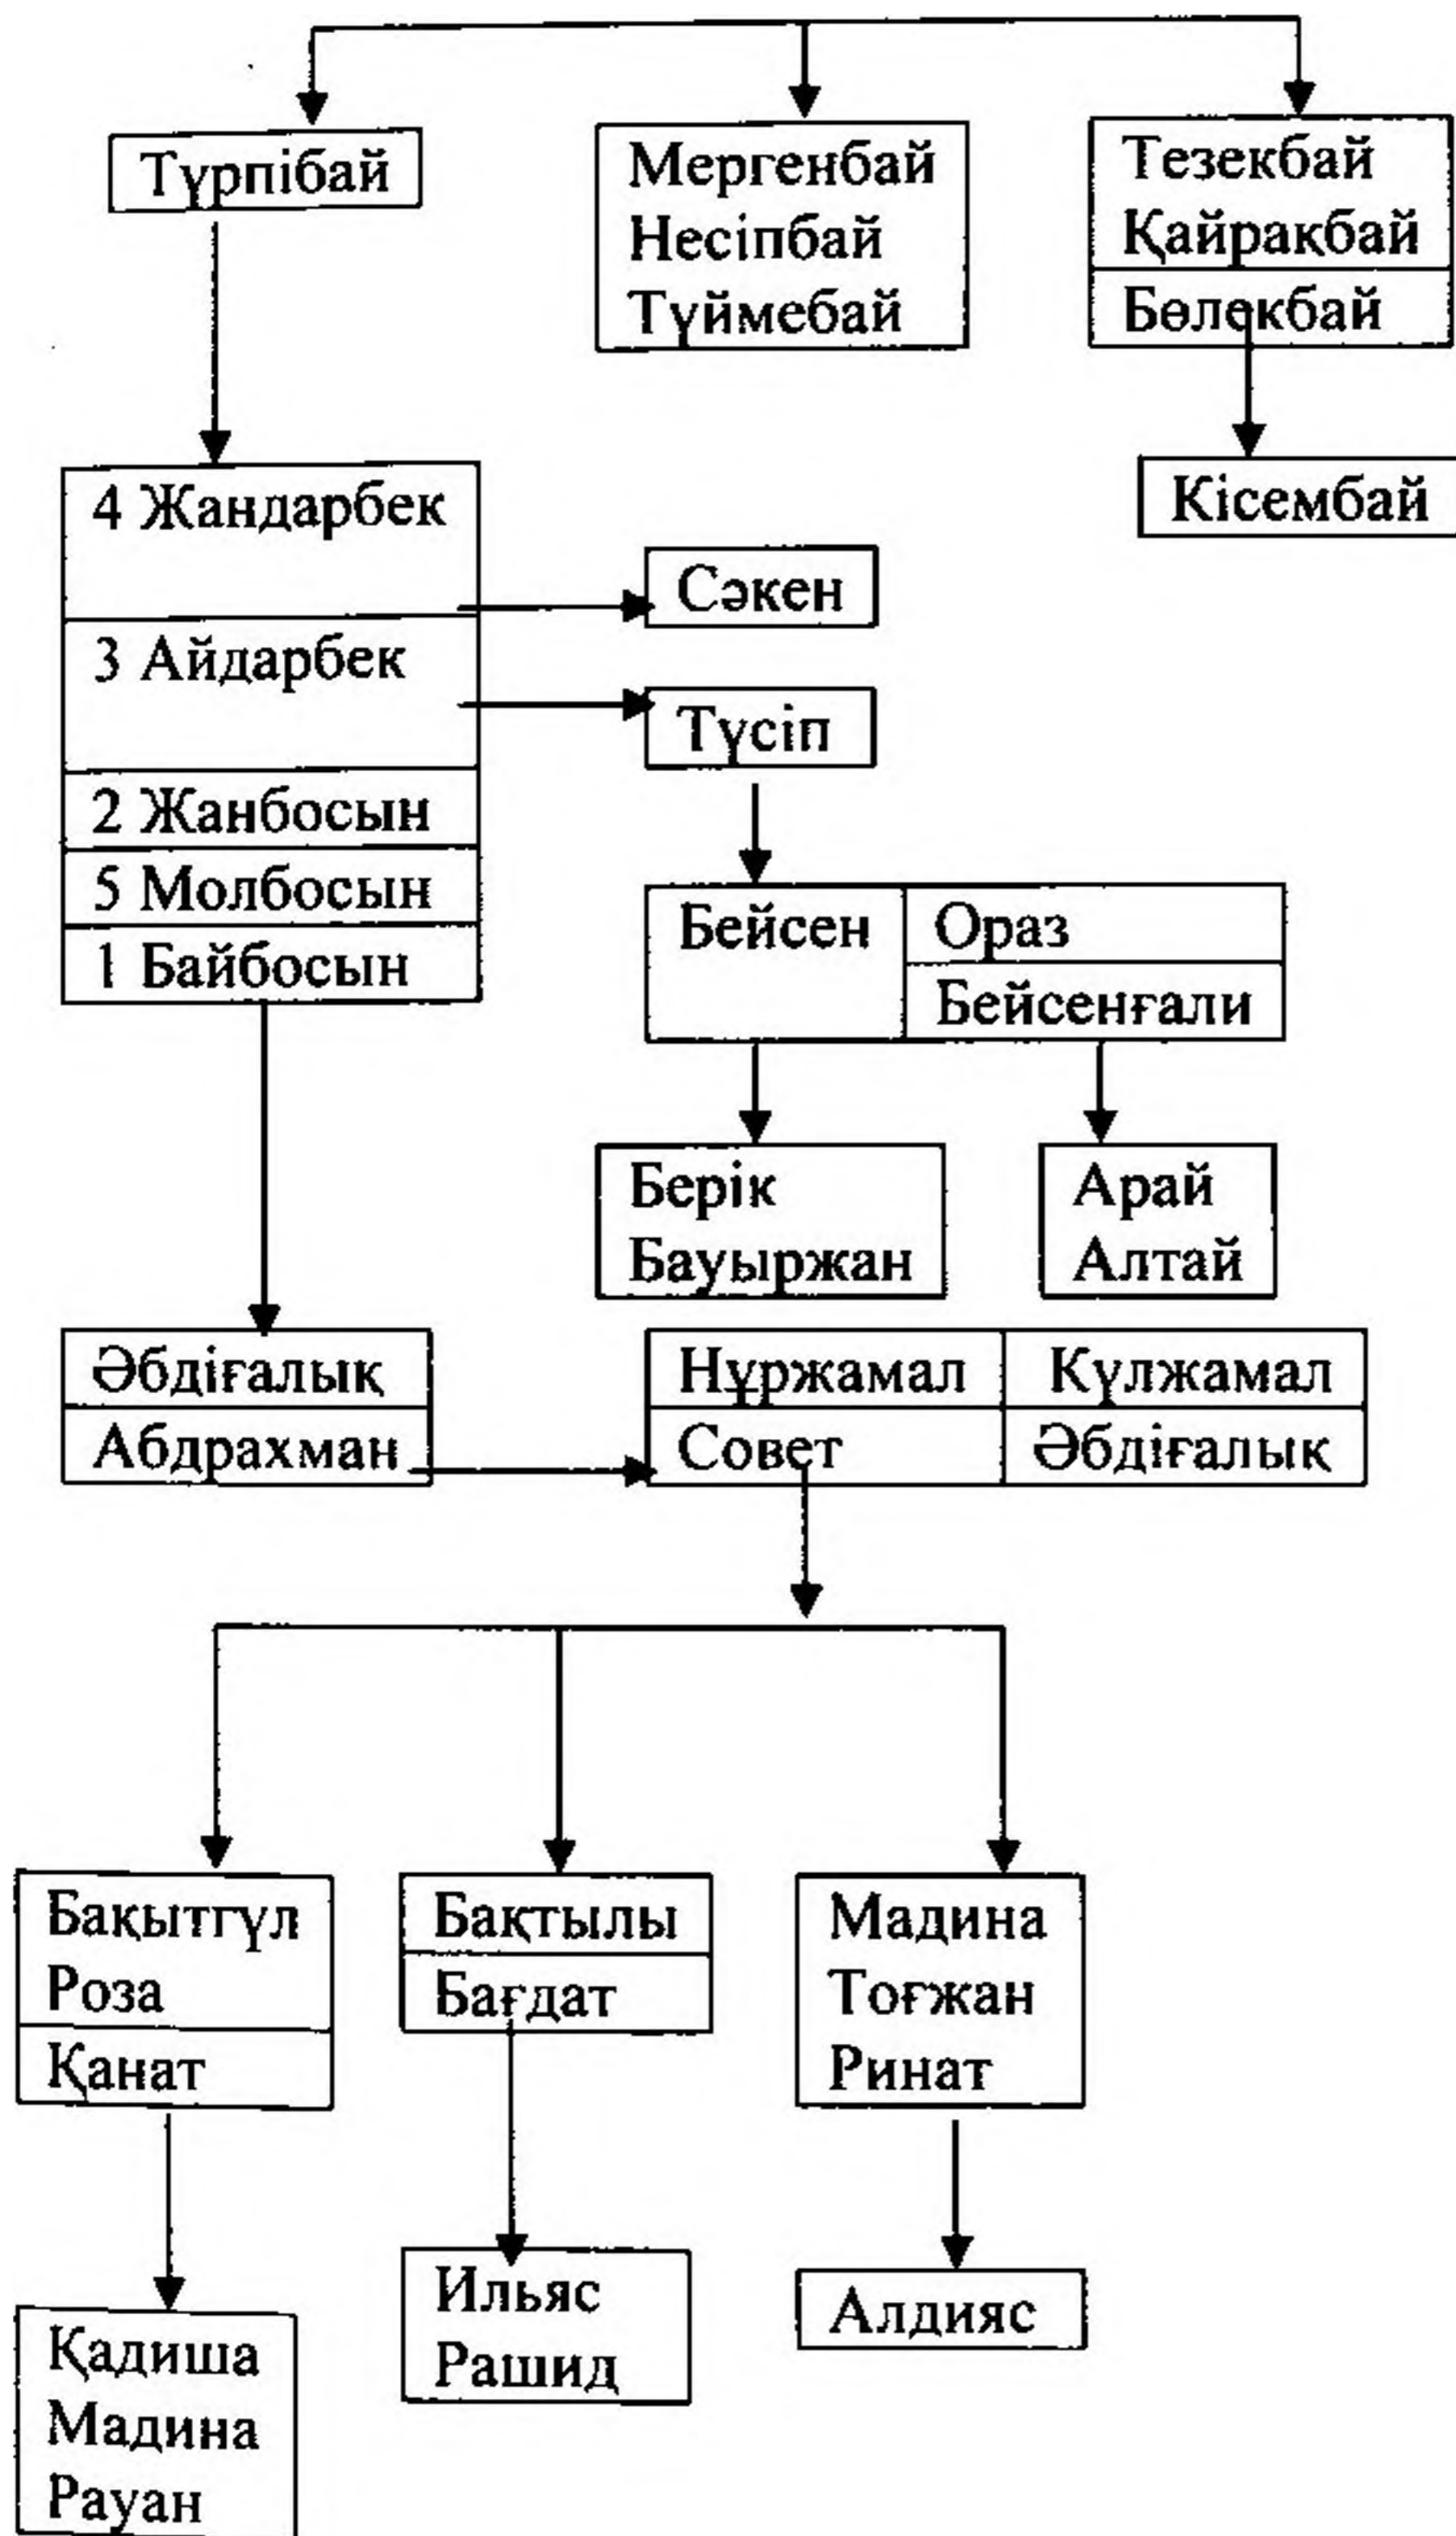 Түрпібай
Мергенбай
Несіпбай
Түймебай
Тезекбай
Қайрақбай
Бөлекбай
Кісембай
4 Жандарбек
Сәкен
3 Айдарбек
Түсіп
2 Жанбосын
5 Молбосын
1 Байбосын
Бейсен
Ораз
Бейсенғали
Берік
Бауыржан
Арай
Алтай
Әбдіғалық
Абдрахман
Нұржамал
Күлжамал
Совет
Әбдіғалық
Бақытгүл
Роза
Қанат
Бақтылы
Бағдат
Мадина
Тоғжан
Ринат
Қадиша
Мадина
Рауан
Ильяс
Рашид
Алдияс